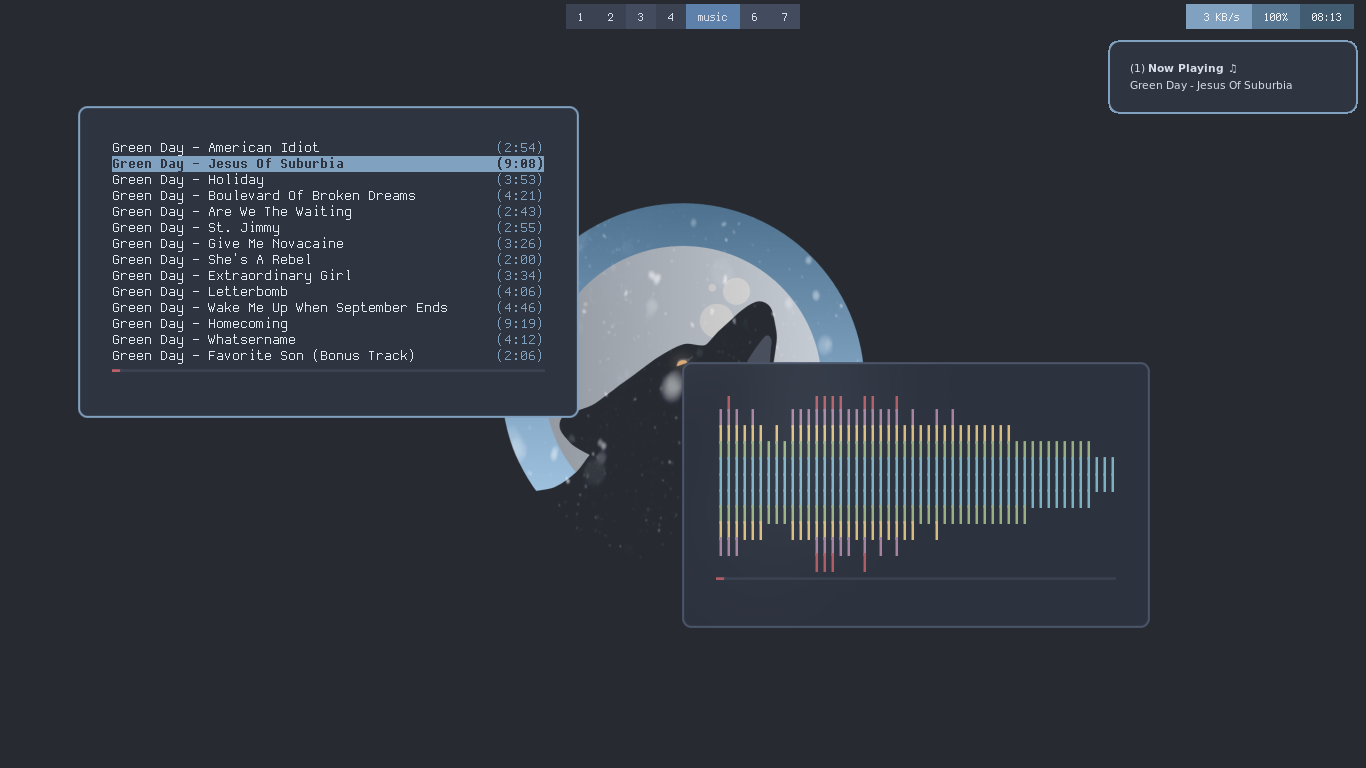 1 2 3 4 music 6 7
3 KB/s 100% 08:13
(1) Now Playing ♫
Green Day - Jesus Of Suburbia
Green Day - American Idiot (2:54)
Green Day - Jesus Of Suburbia (9:08)
Green Day - Holiday (3:53)
Green Day - Boulevard Of Broken Dreams (4:21)
Green Day - Are We The Waiting (2:43)
Green Day - St. Jimmy (2:55)
Green Day - Give Me Novacaine (3:26)
Green Day - She's A Rebel (2:00)
Green Day - Extraordinary Girl (3:34)
Green Day - Letterbomb (4:06)
Green Day - Wake Me Up When September Ends (4:46)
Green Day - Homecoming (9:19)
Green Day - Whatsername (4:12)
Green Day - Favorite Son (Bonus Track) (2:06)